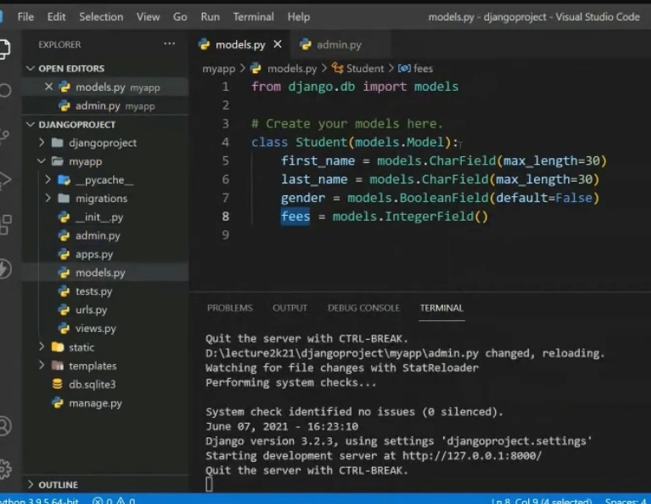 File Edit Selection View Go Run Terminal Help
models.py - djangoproject - Visual Studio Code
EXPLORER ...
OPEN EDITORS
models.py myapp
admin.py myapp
DJANGOPROJECT
djangoproject
myapp
__pycache__
migrations
__init__.py
admin.py
apps.py
models.py
tests.py
urls.py
views.py
static
templates
db.sqlite3
manage.py
OUTLINE
models.py
admin.py
myapp > models.py > Student > fees
1 from django.db import models
2
3 # Create your models here.
4 class Student(models.Model):
5 first_name = models.CharField(max_length=30)
6 last_name = models.CharField(max_length=30)
7 gender = models.BooleanField(default=False)
8 fees = models.IntegerField()
9
PROBLEMS OUTPUT DEBUG CONSOLE TERMINAL
Quit the server with CTRL-BREAK.
D:\lecture2k21\djangoproject\myapp\admin.py changed, reloading.
Watching for file changes with StatReloader
Performing system checks...
System check identified no issues (0 silenced).
June 07, 2021 - 16:23:10
Django version 3.2.3, using settings 'djangoproject.settings'
Starting development server at http://127.0.0.1:8000/
Quit the server with CTRL-BREAK.
ython 3.9.5 64-bit 0 0 Ln 8, Col 9 (4 selected) Spaces: 4